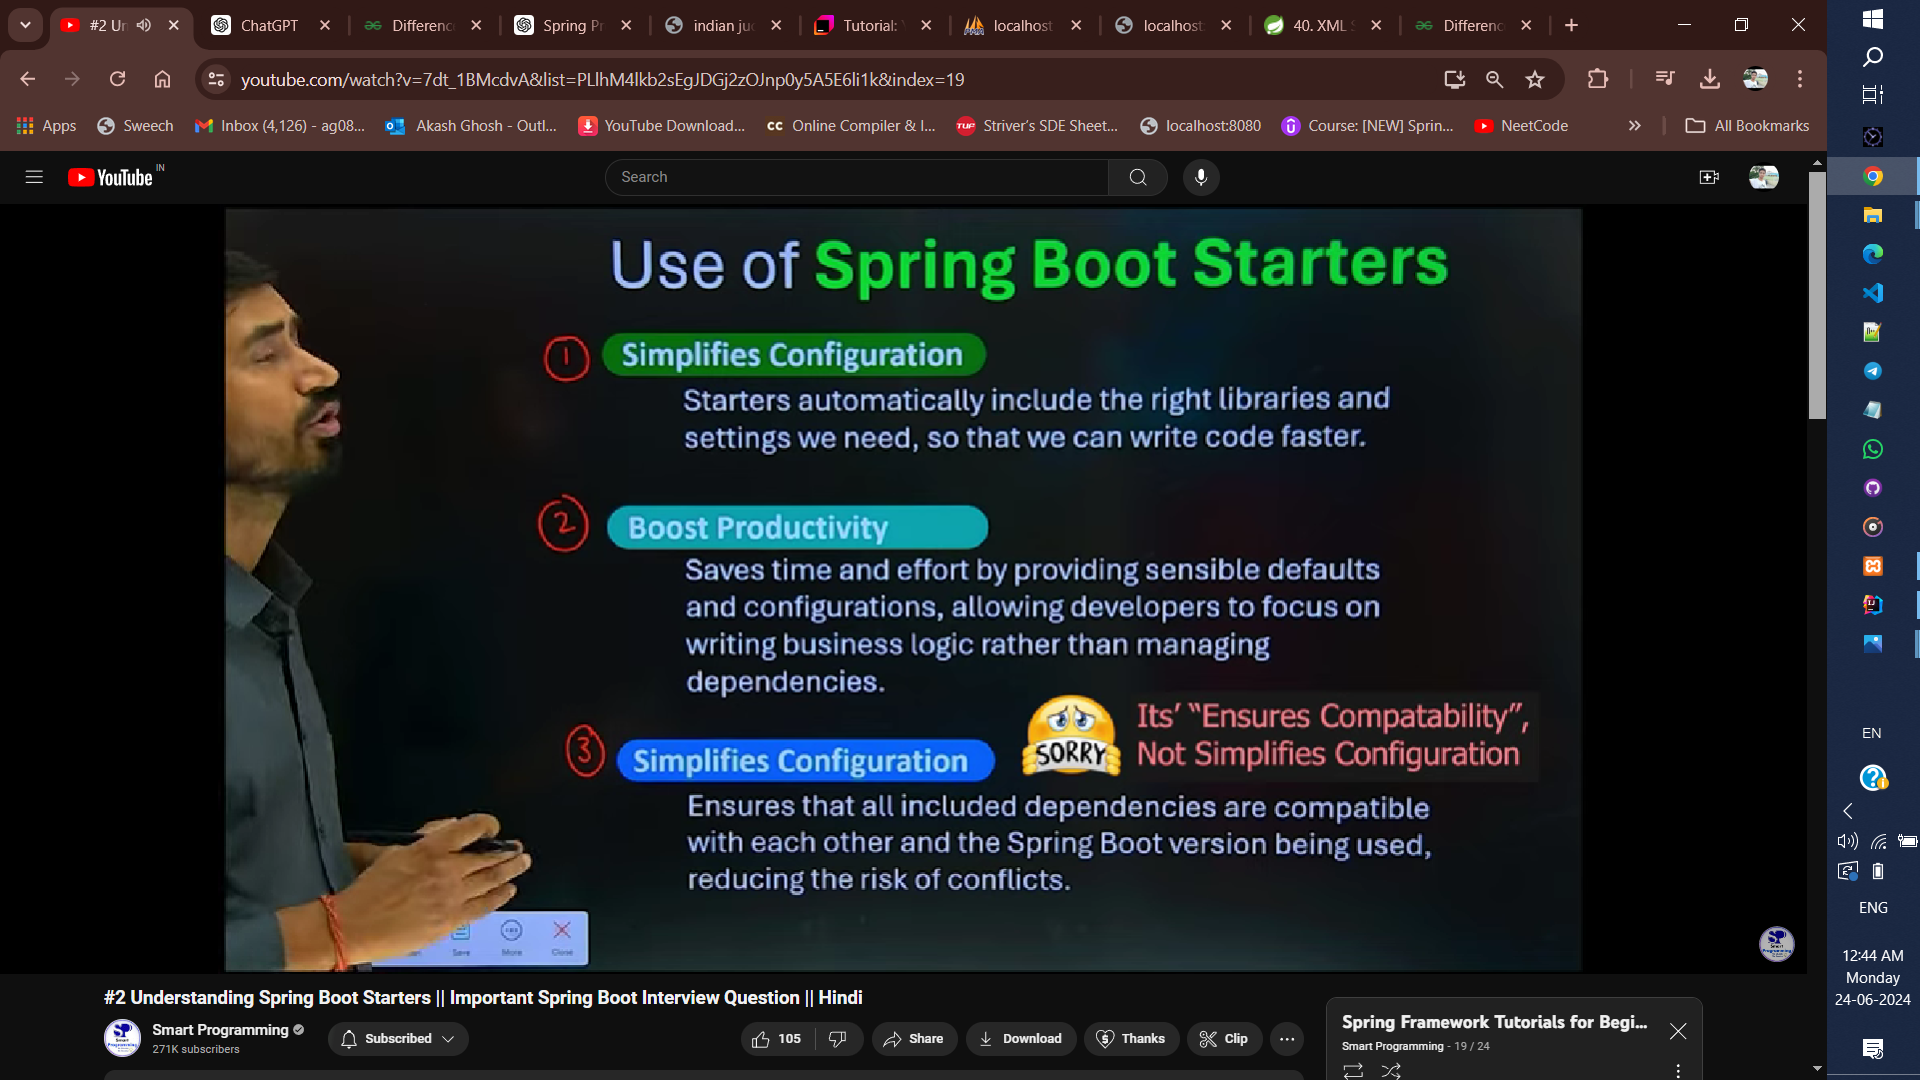 #2 Un
ChatGPT
Differenc
Spring Pr
indian juc
Tutorial: 
localhost
localhost:
40. XML S
Differenc
youtube.com/watch?v=7dt_1BMcdvA&list=PLlhM4lkb2sEgJDGj2zOJnp0y5A5E6li1k&index=19
Apps
Sweech
Inbox (4,126) - ag08...
Akash Ghosh - Outl...
YouTube Download...
CC
Online Compiler & I...
TUF
Striver's SDE Sheet...
localhost:8080
Course: [NEW] Sprin...
NeetCode
All Bookmarks
YouTube IN
Search
Use of Spring Boot Starters
1 Simplifies Configuration
Starters automatically include the right libraries and
settings we need, so that we can write code faster.
2 Boost Productivity
Saves time and effort by providing sensible defaults
and configurations, allowing developers to focus on
writing business logic rather than managing
dependencies.
3 Simplifies Configuration
SORRY
Its' "Ensures Compatability",
Not Simplifies Configuration
Ensures that all included dependencies are compatible
with each other and the Spring Boot version being used,
reducing the risk of conflicts.
Save
More
Close
#2 Understanding Spring Boot Starters || Important Spring Boot Interview Question || Hindi
Smart Programming
271K subscribers
Subscribed
105
Share
Download
Thanks
Clip
Spring Framework Tutorials for Begi...
Smart Programming - 19 / 24
EN
ENG
12:44 AM
Monday
24-06-2024